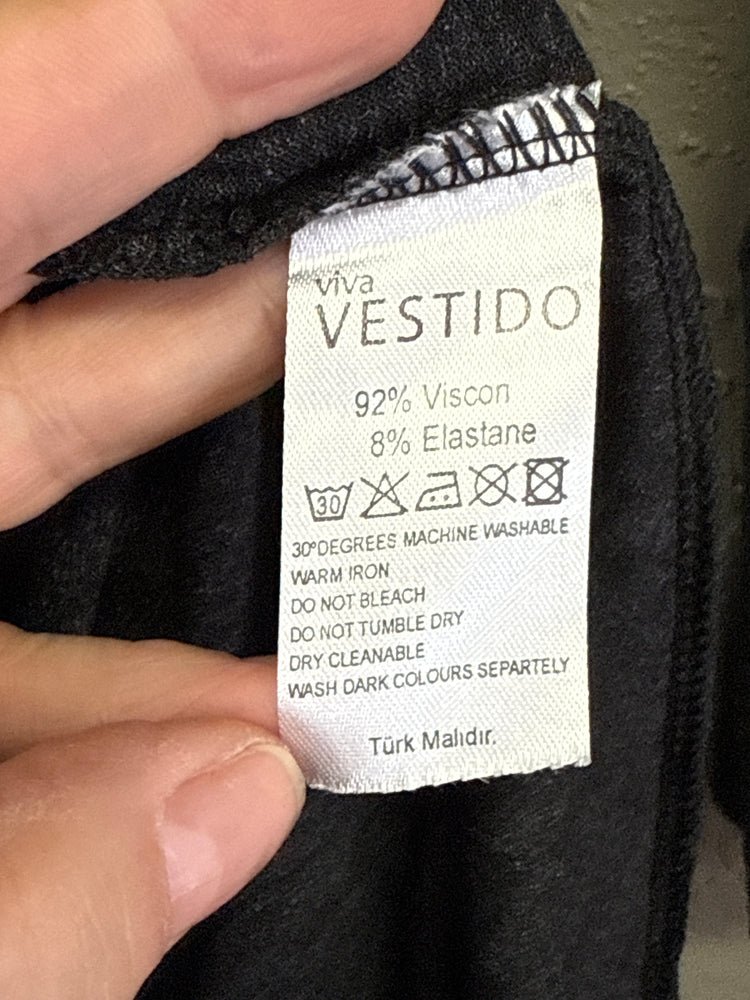 viva
VESTIDO
92% Viscon
8% Elastane
30
30°DEGREES MACHINE WASHABLE
WARM IRON
DO NOT BLEACH
DO NOT TUMBLE DRY
DRY CLEANABLE
WASH DARK COLOURS SEPARTELY
Türk Malıdır.